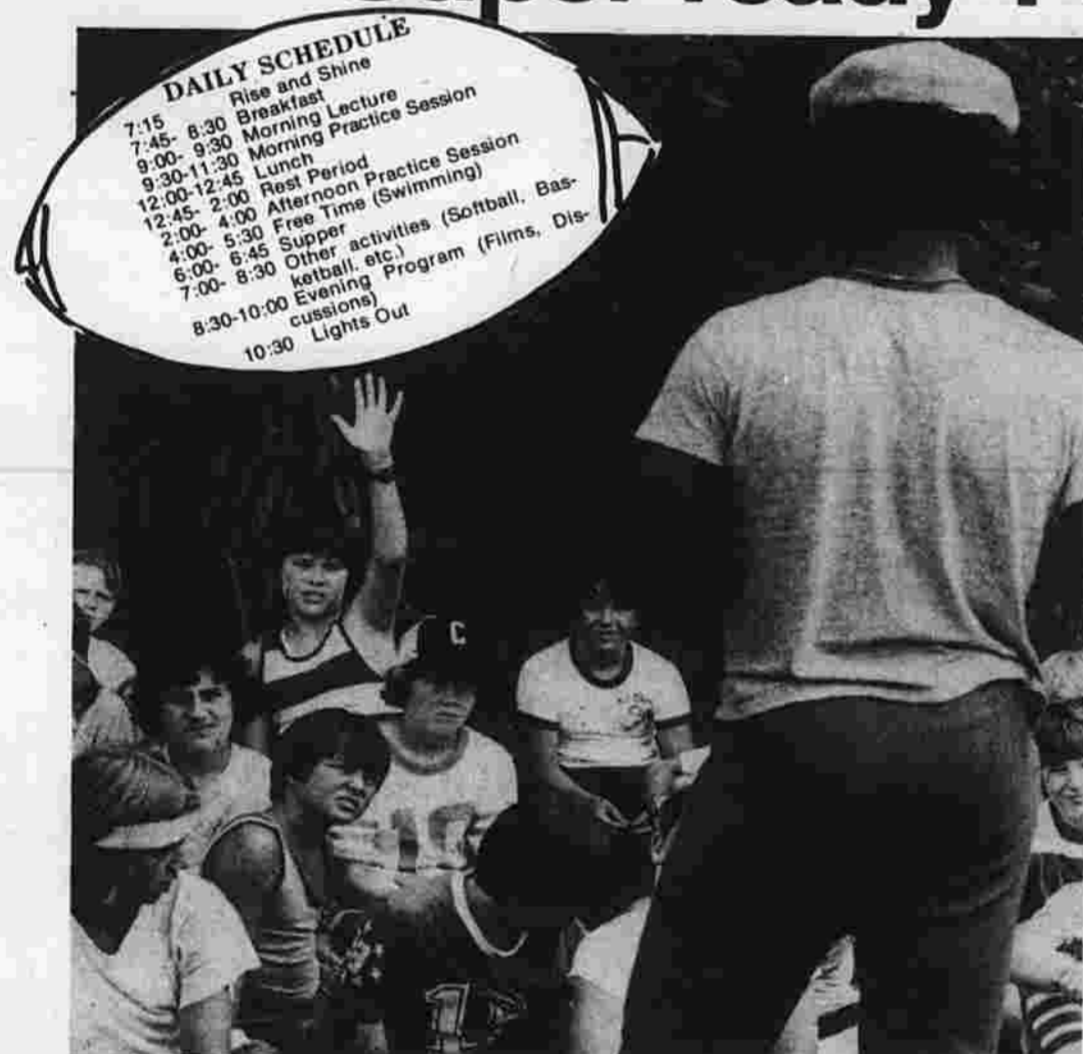 Super ready
DAILY SCHEDULE
7:15 Rise and Shine
7:45- 8:30 Breakfast
9:00- 9:30 Morning Lecture
9:30-11:30 Morning Practice Session
12:00-12:45 Lunch
12:45- 2:00 Rest Period
2:00- 4:00 Afternoon Practice Session
4:00- 5:30 Free Time (Swimming)
6:00- 6:45 Supper
7:00- 8:30 Other activities (Softball, Bas-
ketball, etc.)
8:30-10:00 Evening Program (Films, Dis-
cussions)
10:30 Lights Out
C
10